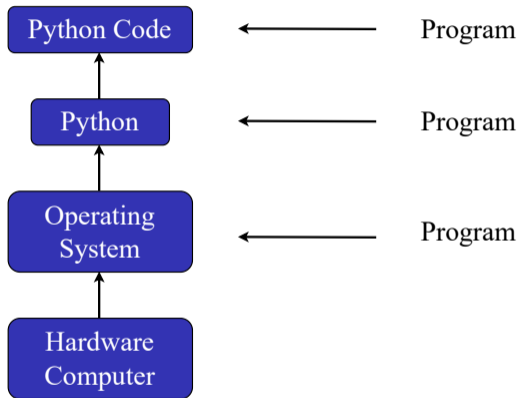 Python Code
Program
Python
Program
Operating
System
Program
Hardware
Computer